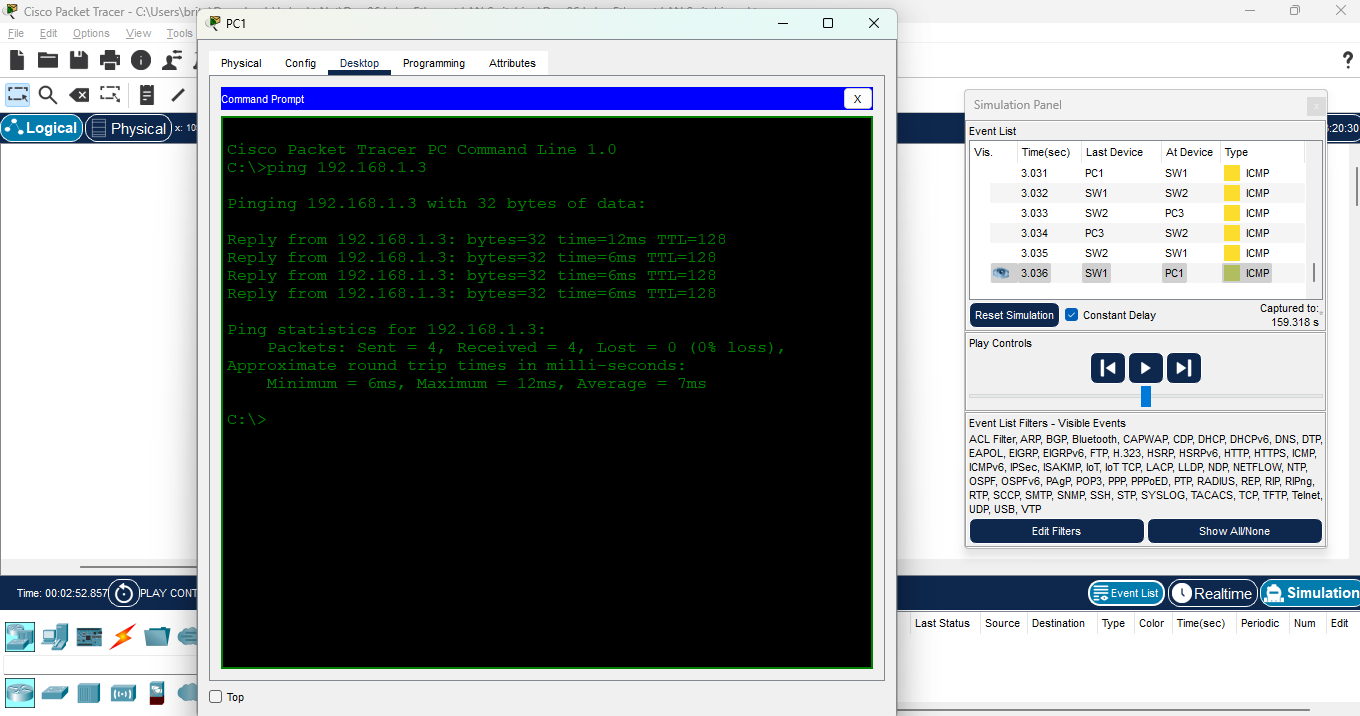 Cisco Packet Tracer - C:\Users\bri
File Edit Options View Tools
Logical Physical x: 10
PC1
Physical Config Desktop Programming Attributes
Command Prompt X
Cisco Packet Tracer PC Command Line 1.0
C:\>ping 192.168.1.3
Pinging 192.168.1.3 with 32 bytes of data:
Reply from 192.168.1.3: bytes=32 time=12ms TTL=128
Reply from 192.168.1.3: bytes=32 time=6ms TTL=128
Reply from 192.168.1.3: bytes=32 time=6ms TTL=128
Reply from 192.168.1.3: bytes=32 time=6ms TTL=128
Ping statistics for 192.168.1.3:
Packets: Sent = 4, Received = 4, Lost = 0 (0% loss),
Approximate round trip times in milli-seconds:
Minimum = 6ms, Maximum = 12ms, Average = 7ms
C:\>
Top
?
:20:30
Simulation Panel x
Event List
Vis. Time(sec) Last Device At Device Type
3.031 PC1 SW1 ICMP
3.032 SW1 SW2 ICMP
3.033 SW2 PC3 ICMP
3.034 PC3 SW2 ICMP
3.035 SW2 SW1 ICMP
3.036 SW1 PC1 ICMP
Reset Simulation Constant Delay Captured to:
159.318 s
Play Controls
Event List Filters - Visible Events
ACL Filter, ARP, BGP, Bluetooth, CAPWAP, CDP, DHCP, DHCPv6, DNS, DTP,
EAPOL, EIGRP, EIGRPv6, FTP, H.323, HSRP, HSRPv6, HTTP, HTTPS, ICMP,
ICMPv6, IPSec, ISAKMP, IoT, IoT TCP, LACP, LLDP, NDP, NETFLOW, NTP,
OSPF, OSPFv6, PAgP, POP3, PPP, PPPoED, PTP, RADIUS, REP, RIP, RIPng,
RTP, SCCP, SMTP, SNMP, SSH, STP, SYSLOG, TACACS, TCP, TFTP, Telnet,
UDP, USB, VTP
Edit Filters Show All/None
Time: 00:02:52.857 PLAY CONT
Event List Realtime Simulation
Last Status Source Destination Type Color Time(sec) Periodic Num Edit